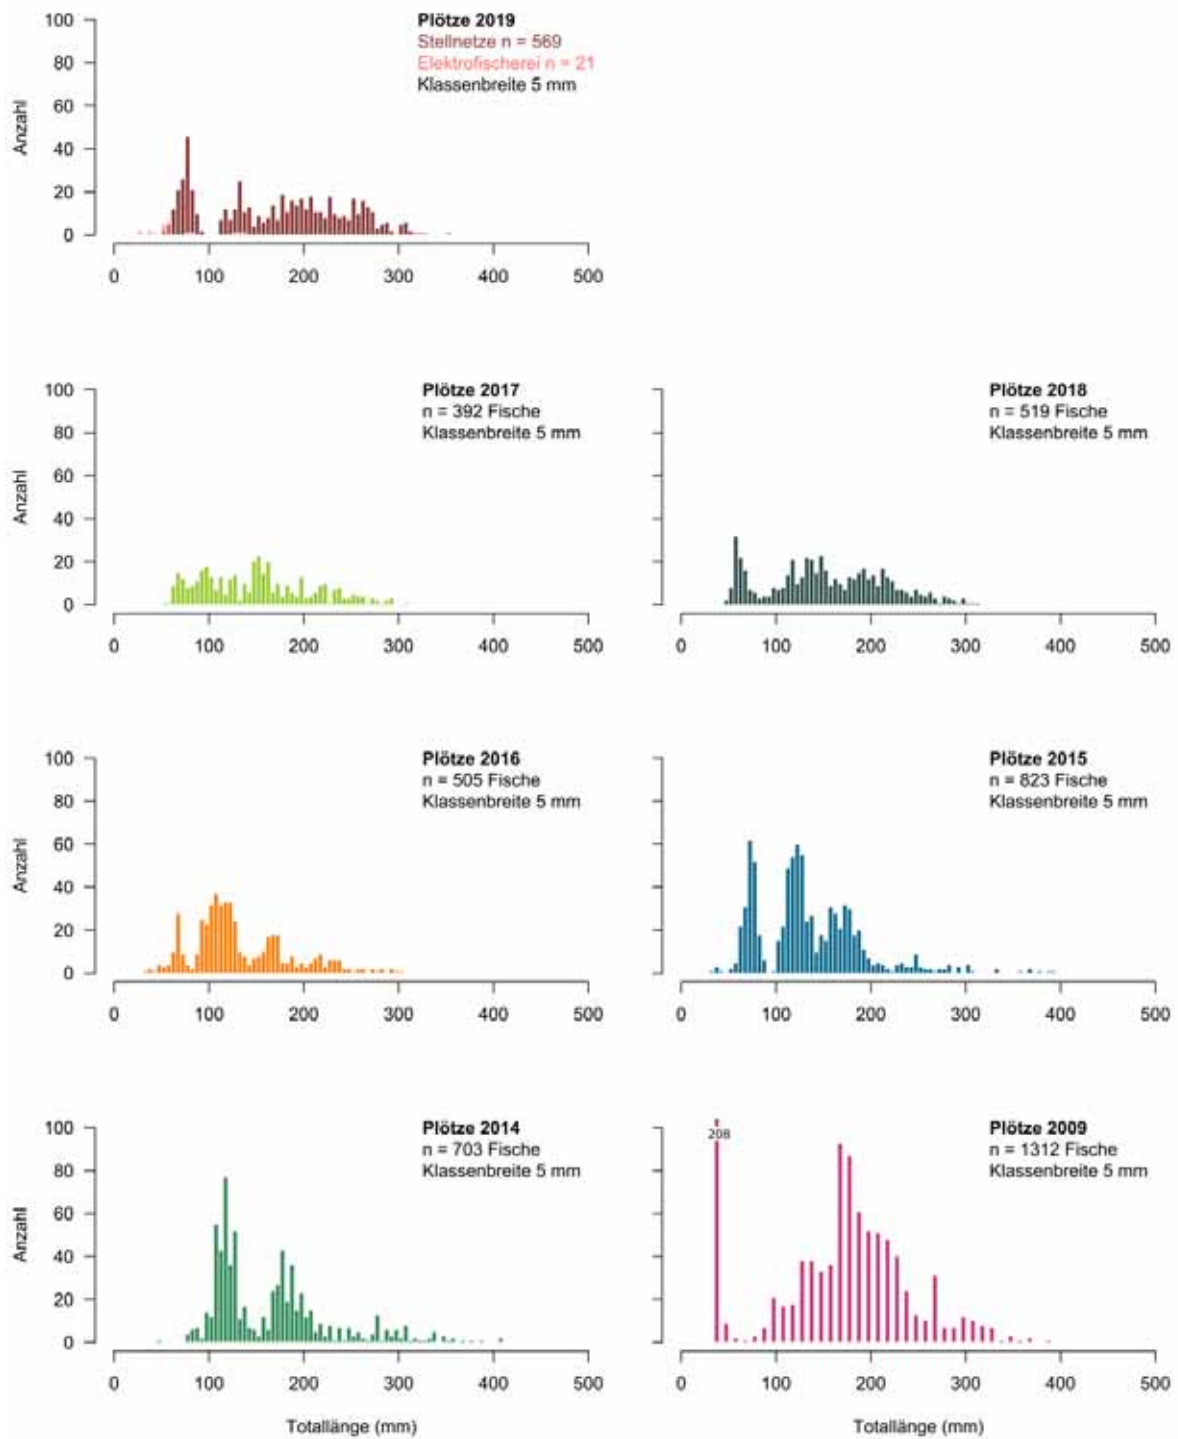 Plötze 2019
Stellnetze n = 569
Elektrofischerei n = 21
Klassenbreite 5 mm
100
80
60
40
20
0
Anzahl
0 100 200 300 400 500
Plötze 2017
n = 392 Fische
Klassenbreite 5 mm
100
80
60
40
20
0
Anzahl
0 100 200 300 400 500
Plötze 2018
n = 519 Fische
Klassenbreite 5 mm
0 100 200 300 400 500
Plötze 2016
n = 505 Fische
Klassenbreite 5 mm
100
80
60
40
20
0
Anzahl
0 100 200 300 400 500
Plötze 2015
n = 823 Fische
Klassenbreite 5 mm
0 100 200 300 400 500
Plötze 2014
n = 703 Fische
Klassenbreite 5 mm
100
80
60
40
20
0
Anzahl
0 100 200 300 400 500
Totallänge (mm)
Plötze 2009
n = 1312 Fische
Klassenbreite 5 mm
208
0 100 200 300 400 500
Totallänge (mm)